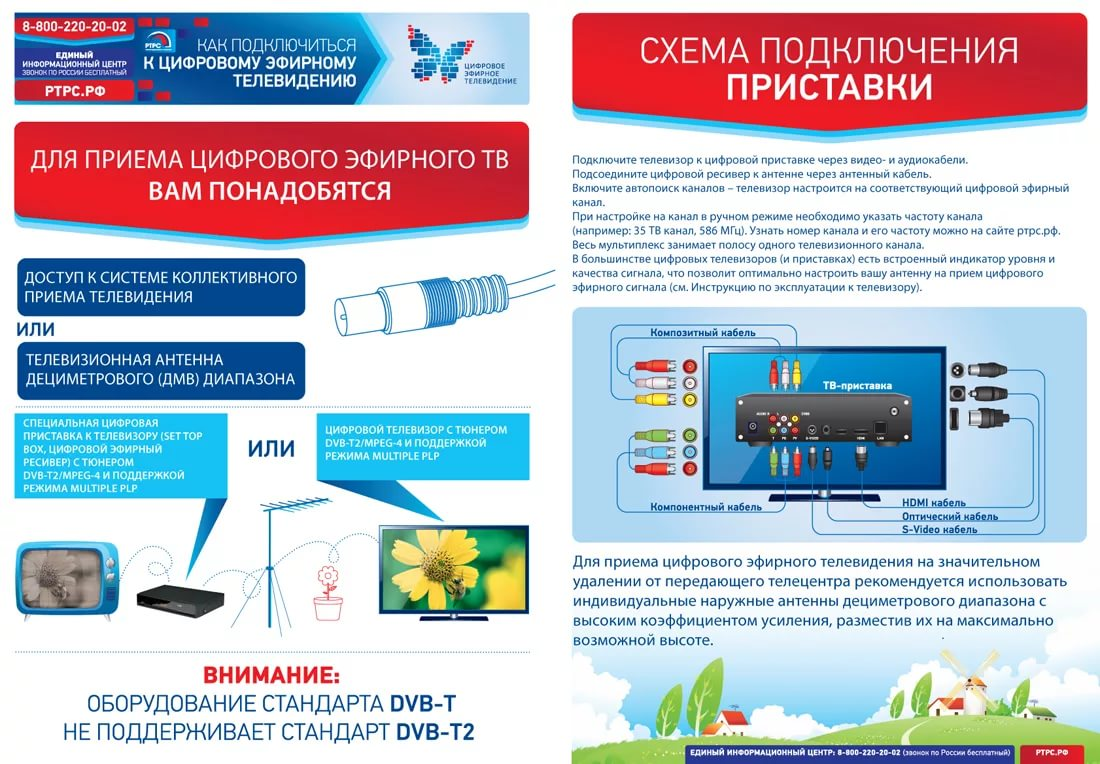 8-800-220-20-02
ЕДИНЫЙ
ИНФОРМАЦИОННЫЙ ЦЕНТР
ЗВОНОК ПО РОССИИ БЕСПЛАТНЫЙ
РТРС.РФ
РТРС
КАК ПОДКЛЮЧИТЬСЯ
К ЦИФРОВОМУ ЭФИРНОМУ
ТЕЛЕВИДЕНИЮ
ЦИФРОВОЕ
ЭФИРНОЕ
ТЕЛЕВИДЕНИЕ
ДЛЯ ПРИЕМА ЦИФРОВОГО ЭФИРНОГО ТВ
ВАМ ПОНАДОБЯТСЯ
ДОСТУП К СИСТЕМЕ КОЛЛЕКТИВНОГО
ПРИЕМА ТЕЛЕВИДЕНИЯ
ИЛИ
ТЕЛЕВИЗИОННАЯ АНТЕННА
ДЕЦИМЕТРОВОГО (ДМВ) ДИАПАЗОНА
СПЕЦИАЛЬНАЯ ЦИФРОВАЯ
ПРИСТАВКА К ТЕЛЕВИЗОРУ (SET TOP
BOX, ЦИФРОВОЙ ЭФИРНЫЙ
РЕСИВЕР) С ТЮНЕРОМ
DVB-T2/MPEG-4 И ПОДДЕРЖКОЙ
РЕЖИМА MULTIPLE PLP
ИЛИ
ЦИФРОВОЙ ТЕЛЕВИЗОР С ТЮНЕРОМ
DVB-T2/MPEG-4 И ПОДДЕРЖКОЙ
РЕЖИМА MULTIPLE PLP
ВНИМАНИЕ:
ОБОРУДОВАНИЕ СТАНДАРТА DVB-T
НЕ ПОДДЕРЖИВАЕТ СТАНДАРТ DVB-T2
СХЕМА ПОДКЛЮЧЕНИЯ
ПРИСТАВКИ
Подключите телевизор к цифровой приставке через видео- и аудиокабели.
Подсоедините цифровой ресивер к антенне через антенный кабель.
Включите автопоиск каналов – телевизор настроится на соответствующий цифровой эфирный
канал.
При настройке на канал в ручном режиме необходимо указать частоту канала
(например: 35 ТВ канал, 586 МГц). Узнать номер канала и его частоту можно на сайте ртрс.рф.
Весь мультиплекс занимает полосу одного телевизионного канала.
В большинстве цифровых телевизоров (и приставках) есть встроенный индикатор уровня и
качества сигнала, что позволит оптимально настроить вашу антенну на прием цифрового
эфирного сигнала (см. Инструкцию по эксплуатации к телевизору).
Композитный кабель
ТВ-приставка
S-VIDEO
HDMI
LAN
Компонентный кабель
HDMI кабель
Оптический кабель
S-Video кабель
Для приема цифрового эфирного телевидения на значительном
удалении от передающего телецентра рекомендуется использовать
индивидуальные наружные антенны дециметрового диапазона с
высоким коэффициентом усиления, разместив их на максимально
возможной высоте.
ЕДИНЫЙ ИНФОРМАЦИОННЫЙ ЦЕНТР: 8-800-220-20-02 (звонок по России бесплатный)
РТРС.РФ